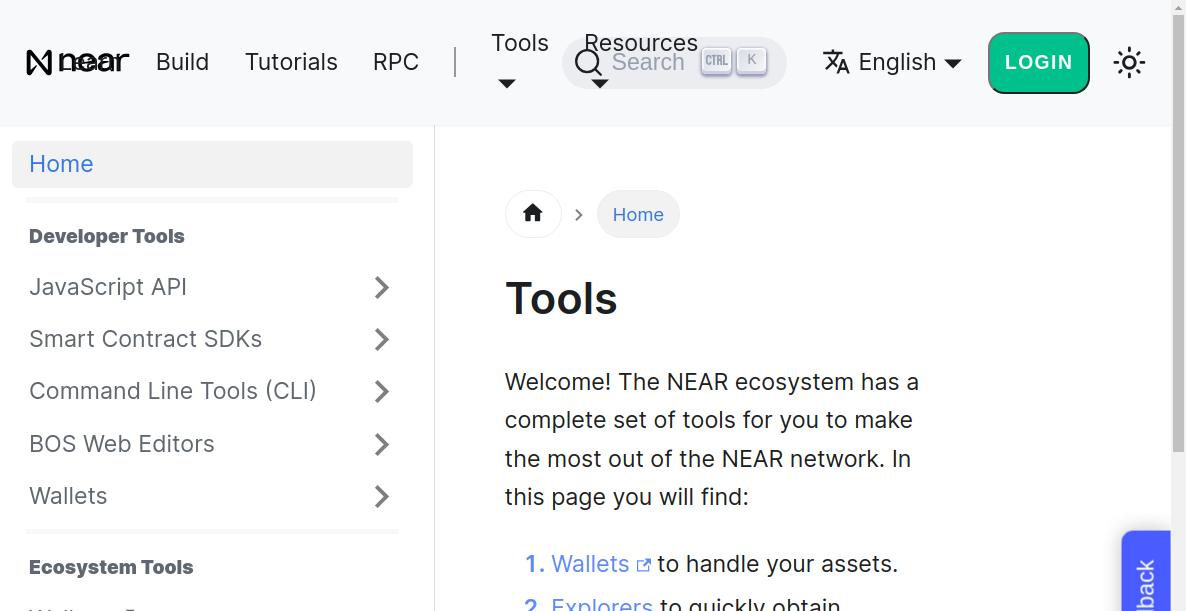 near
Learn
Build
Tutorials
RPC
Tools
Resources
Search
CTRL
K
English
LOGIN
Home
Developer Tools
JavaScript API
Smart Contract SDKs
Command Line Tools (CLI)
BOS Web Editors
Wallets
Ecosystem Tools
Home
Tools
Welcome! The NEAR ecosystem has a
complete set of tools for you to make
the most out of the NEAR network. In
this page you will find:
1. Wallets to handle your assets.
2. Explorers to quickly obtain
back